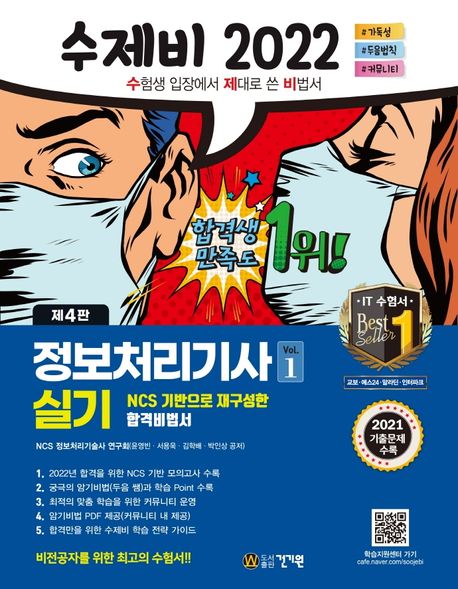 수제비 2022
수험생 입장에서 제대로 쓴 비법서
#가독성
#두음법칙
#커뮤니티
합격생
만족도
1위!
제4판
IT 수험서
Best
Seller
1
교보·예스24·알라딘·인터파크
정보처리기사
Vol.
1
실기
NCS 기반으로 재구성한
합격비법서
NCS 정보처리기술사 연구회(윤영빈·서용욱·김학배·박인상 공저)
2021
기출문제
수록
1. 2022년 합격을 위한 NCS 기반 모의고사 수록
2. 궁극의 암기비법(두음 쌤)과 학습 Point 수록
3. 최적의 맞춤 학습을 위한 커뮤니티 운영
4. 암기비법 PDF 제공(커뮤니티 내 제공)
5. 합격만을 위한 수제비 학습 전략 가이드
비전공자를 위한 최고의 수험서!!
W
도서
출판
건기원
학습지원센터 가기
cafe.naver.com/soojebi